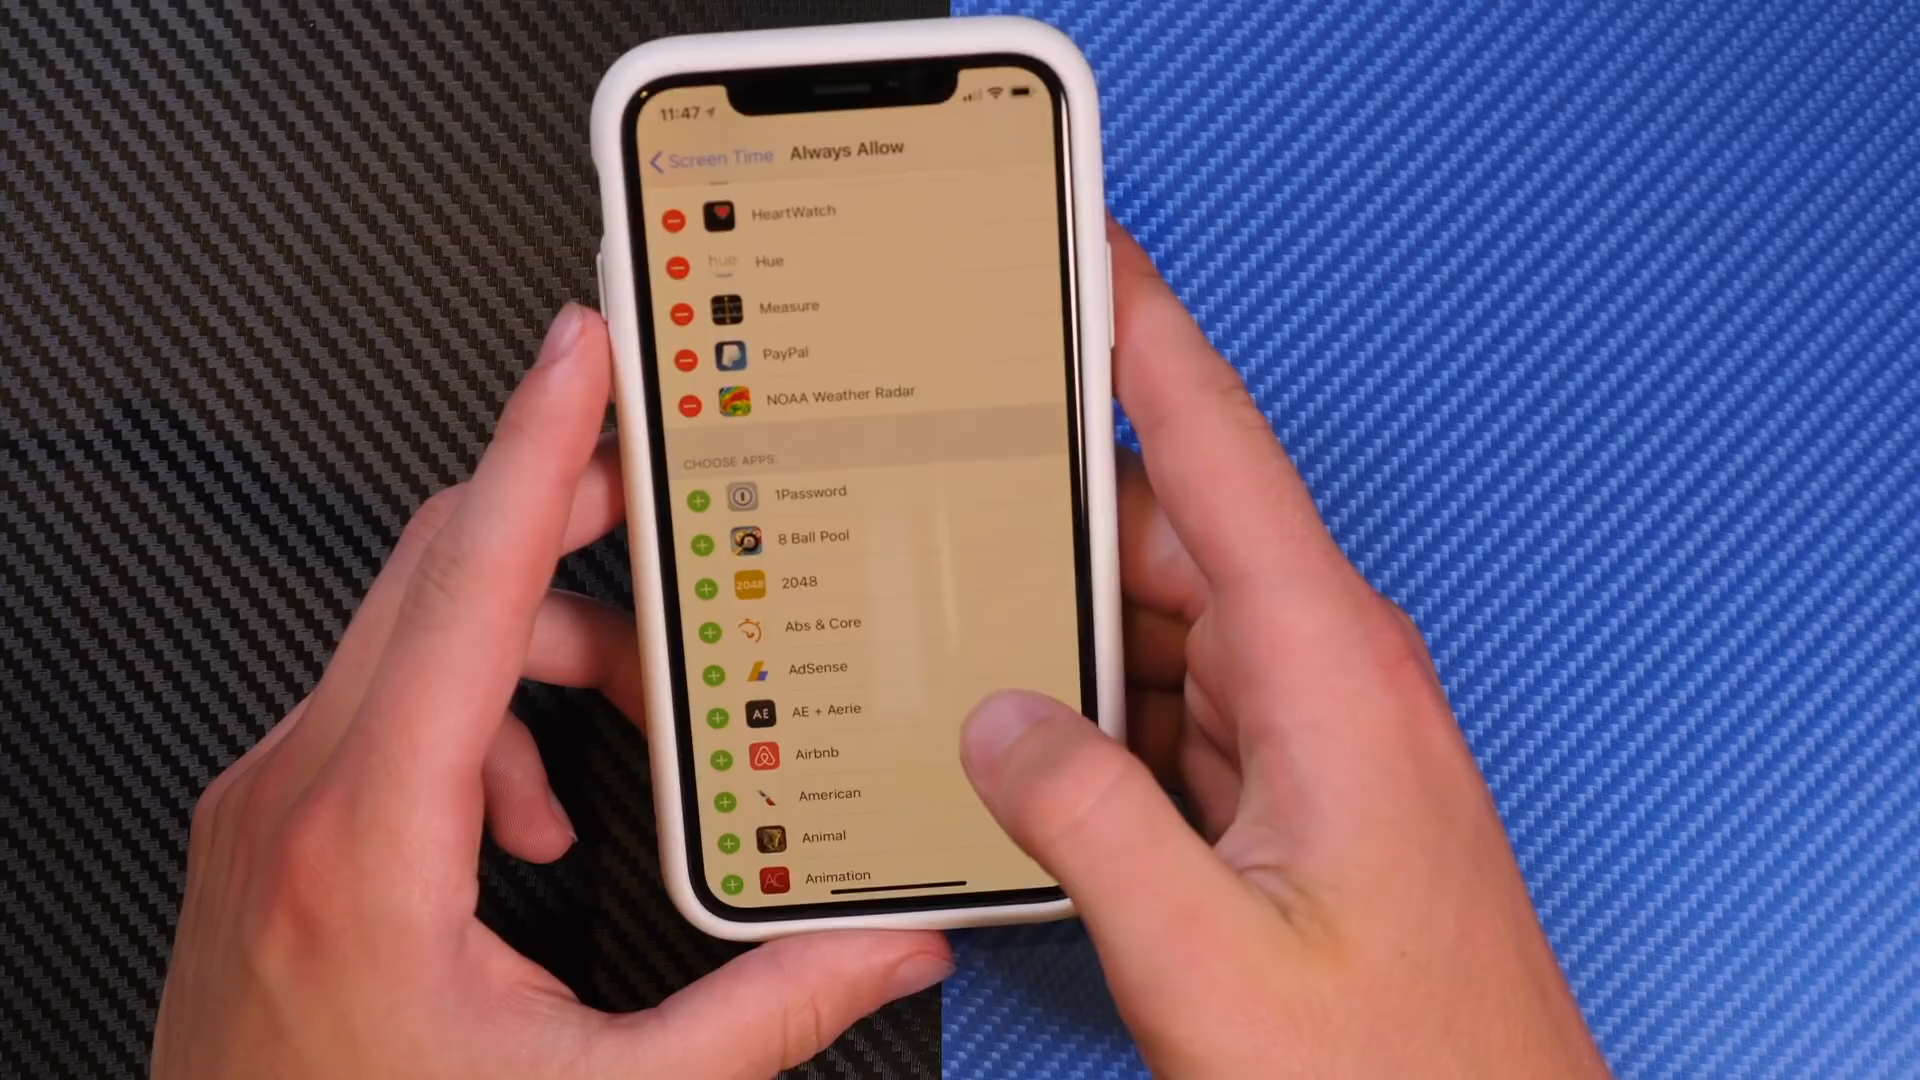 11:47
Screen Time Always Allow
HeartWatch
hue Hue
Measure
PayPal
NOAA Weather Radar
CHOOSE APPS:
1Password
8 Ball Pool
2048 2048
Abs & Core
AdSense
AE AE + Aerie
Airbnb
American
Animal
AC Animation